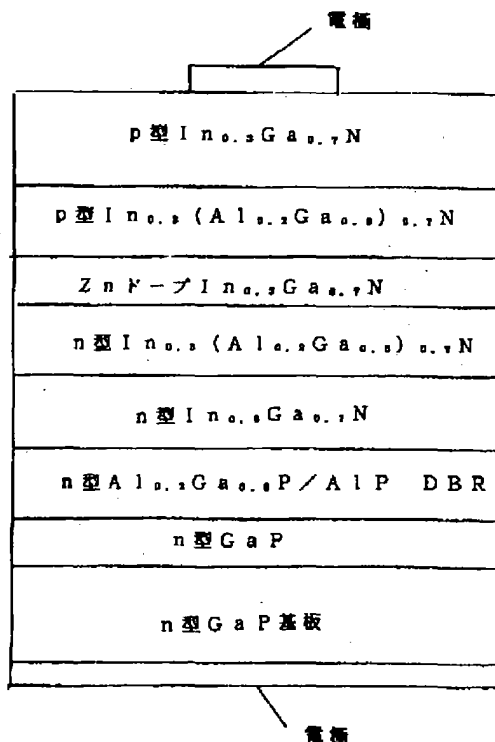 電極
p型In₀.₃Ga₀.₇N
p型In₀.₃(Al₀.₂Ga₀.₈)₀.₇N
ZnドープIn₀.₃Ga₀.₇N
n型In₀.₃(Al₀.₂Ga₀.₈)₀.₇N
n型In₀.₃Ga₀.₇N
n型Al₀.₂Ga₀.₈P/AlP DBR
n型GaP
n型GaP基板
電極